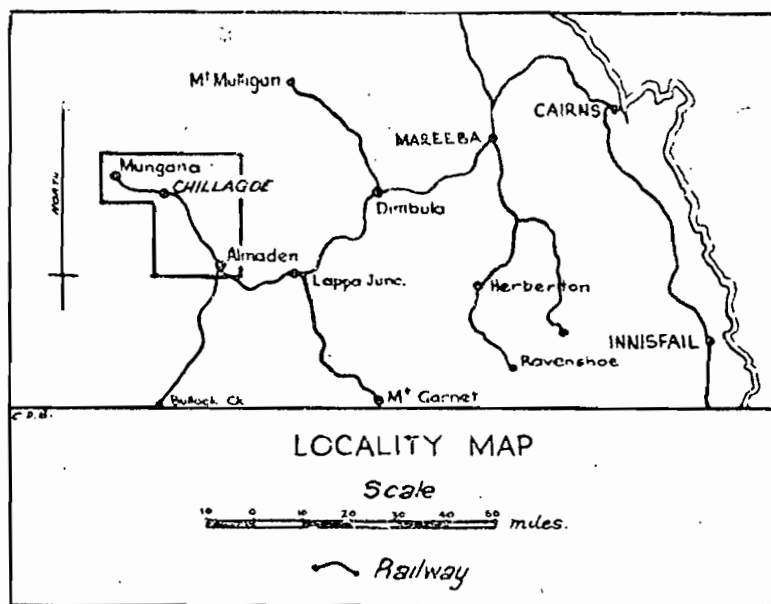 Mt Mulligan
CAIRNS
MAREEBA
Mungana
CHILLAGOE
NORTH
Dimbula
Almaden
Lappa Junc.
Herberton
INNISFAIL
Ravenshoe
Bullock Ck
Mt Garnet
LOCALITY MAP
Scale
10 0 10 20 30 40 50 miles.
Railway